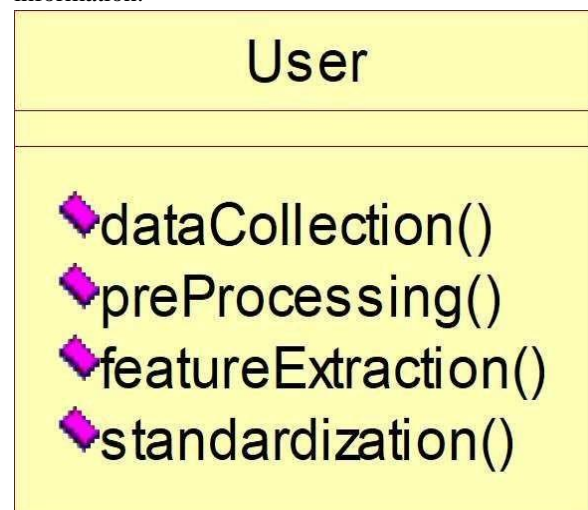 information.
User
dataCollection()
preProcessing()
featureExtraction()
standardization()